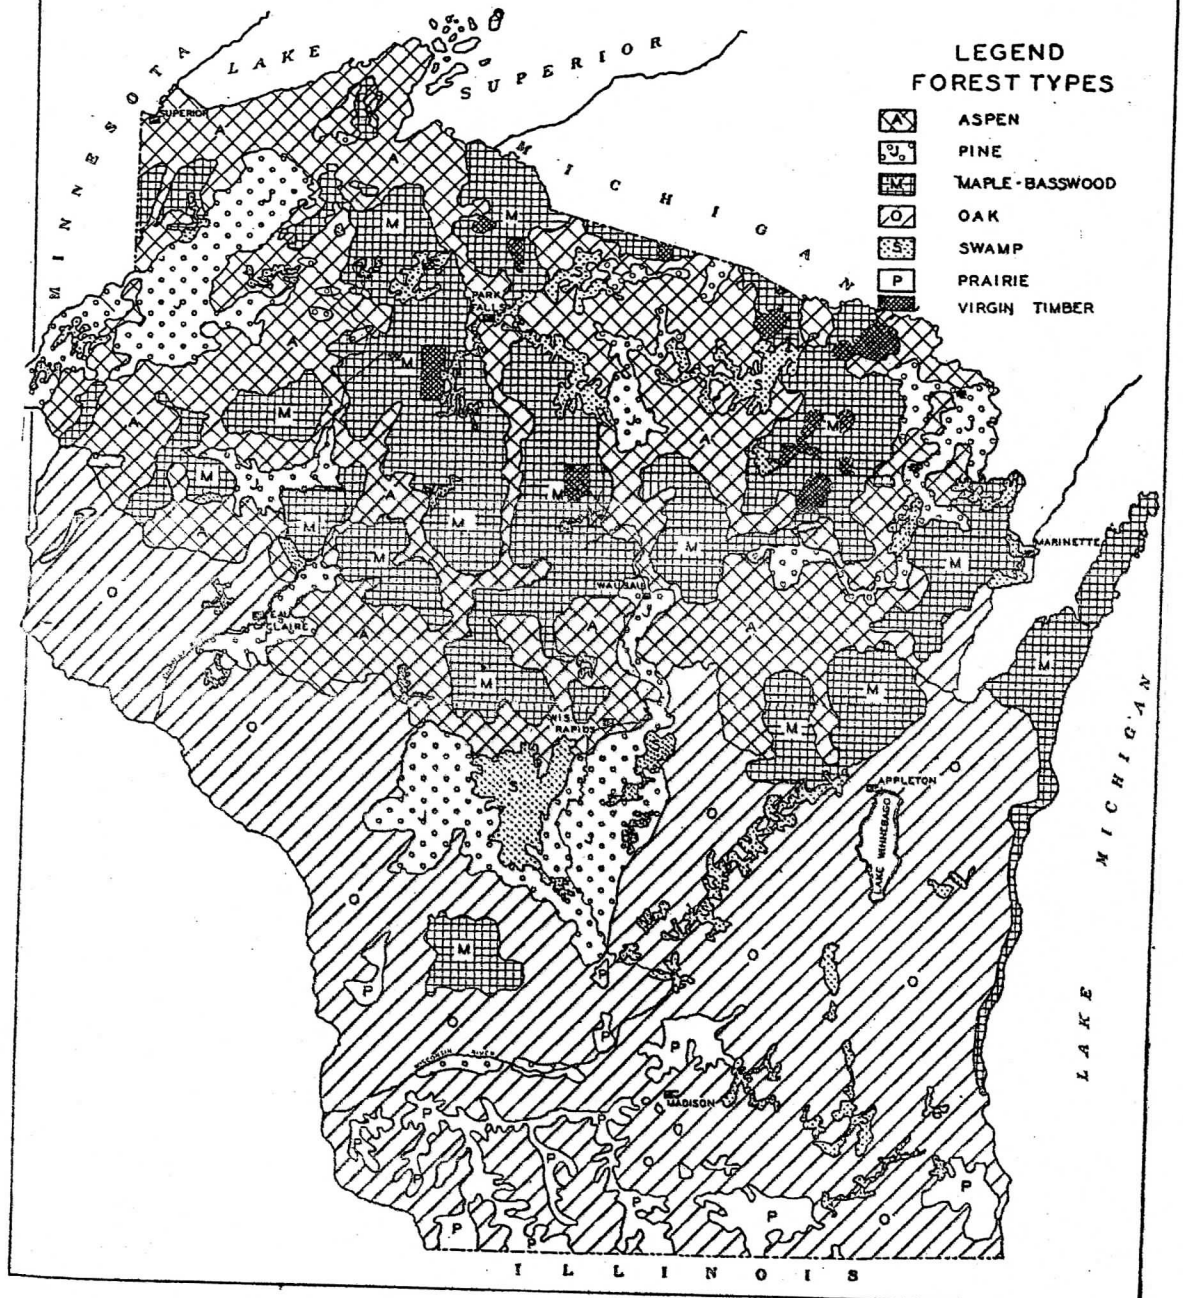 LEGEND
FOREST TYPES
A ASPEN
J PINE
M MAPLE-BASSWOOD
O OAK
S SWAMP
P PRAIRIE
VIRGIN TIMBER
LAKE SUPERIOR
MINNESOTA
MICHIGAN
SUPERIOR
A
A
J
M
M
S
PARK
FALLS
J
A
M
S
M
A
J
M
A
M
J
M
J
M
A
M
M
M
M
M
MARINETTE
O
WAUSAU
EAU
CLAIRE
A
A
A
M
M
M
M
WIS.
RAPIDS
S
J
J
O
O
APPLETON
LAKE WINNEBAGO
LAKE MICHIGAN
O
M
P
P
O
O
O
P
P
WISCONSIN RIVER
MADISON
P
P
P
P
O
P
P
P
P
P
O
ILLINOIS